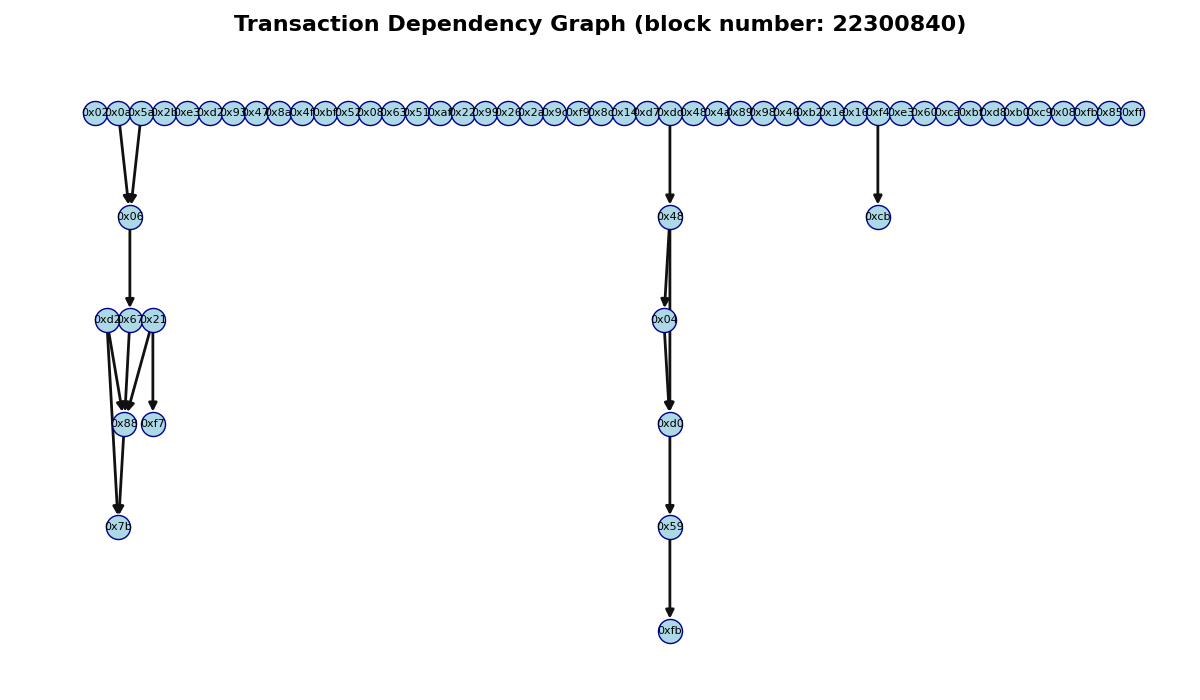 Transaction Dependency Graph (block number: 22300840)
0x02 0x0a 0x5a 0x2b 0xe3 0xd2 0x93 0x47 0x8a 0x4f 0xbf 0x52 0x08 0x63 0x51 0xaf 0x22 0x99 0x26 0x2a 0x9c 0xf9 0x8c 0x14 0xd7 0xdd 0x48 0x4a 0x89 0x98 0x46 0xb2 0x1e 0x16 0xf4 0xe3 0x60 0xca 0xd8 0xb0 0xc9 0x08 0xfb 0x85 0xff
0x06 0x48 0xcb
0xd2 0x67 0x21 0x04
0x88 0xf7 0xd0
0x7b 0x59
0xfb